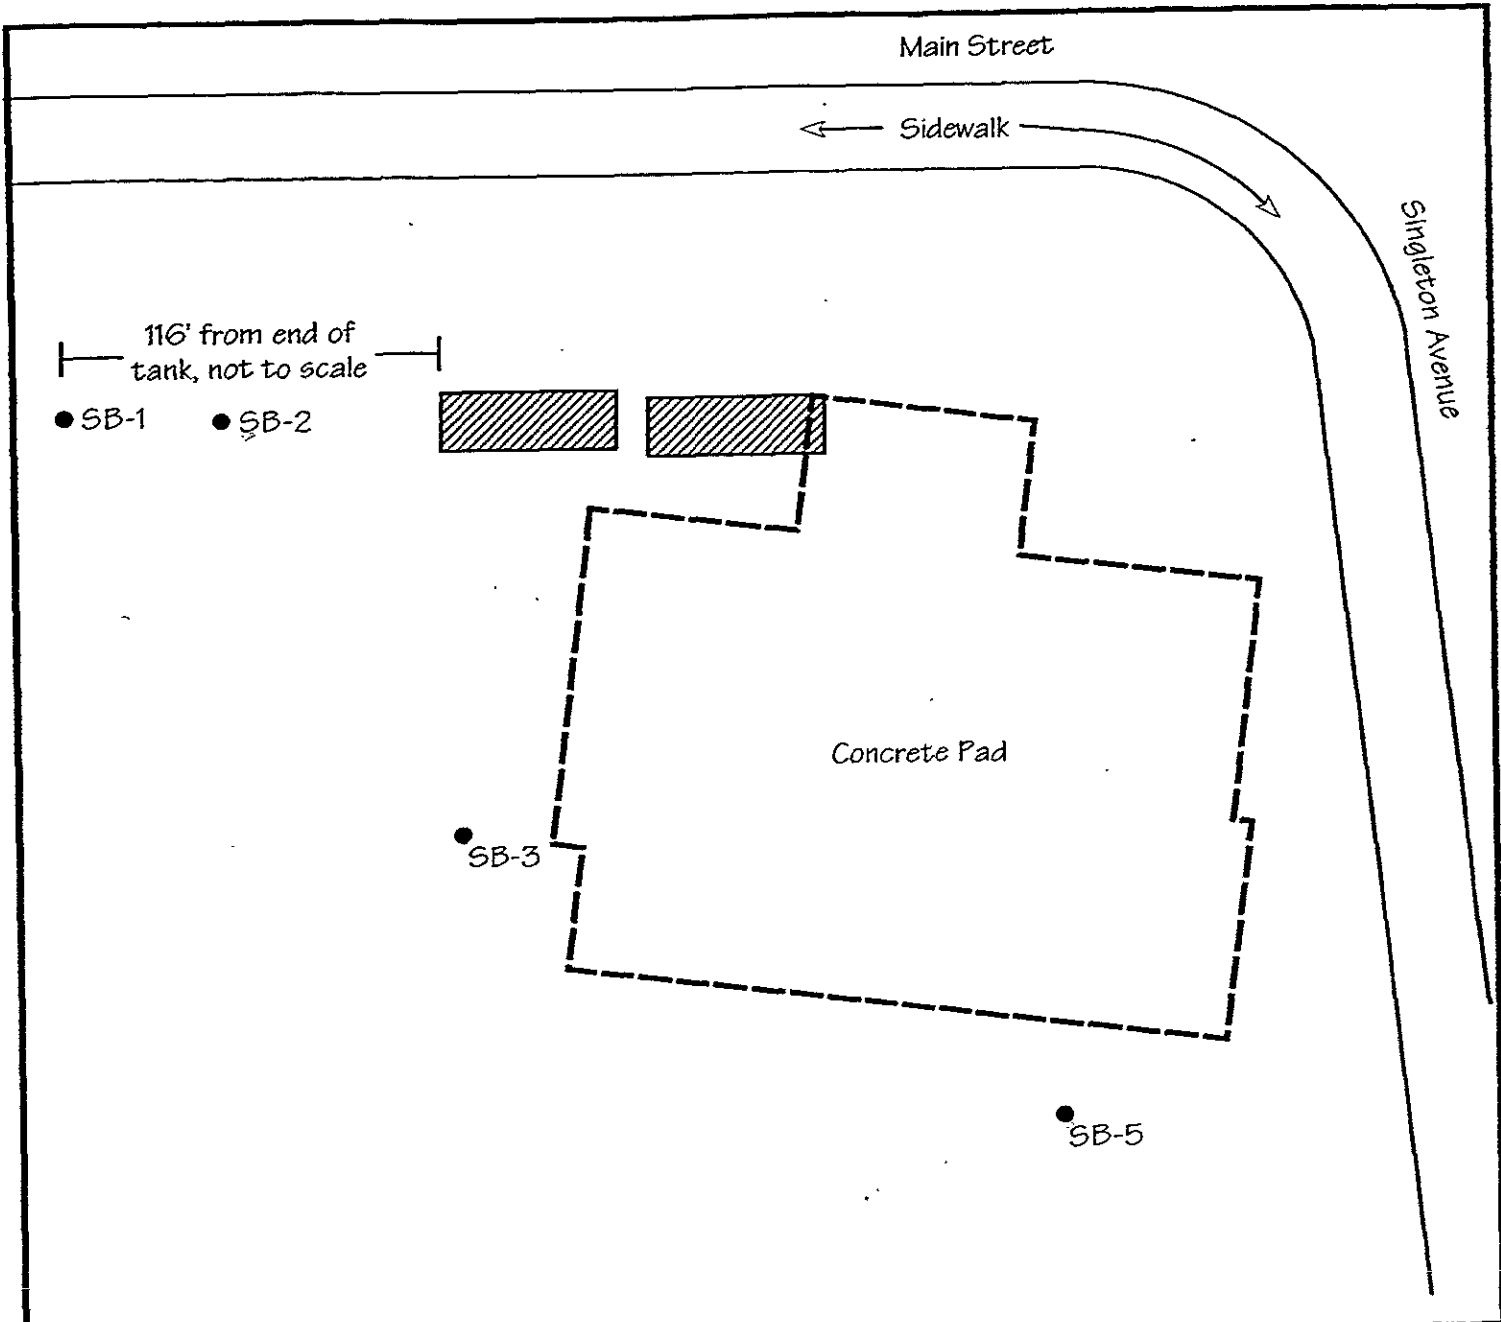 Main Street
Sidewalk
Singleton Avenue
116' from end of
tank, not to scale
SB-1
SB-2
Concrete Pad
SB-3
SB-5